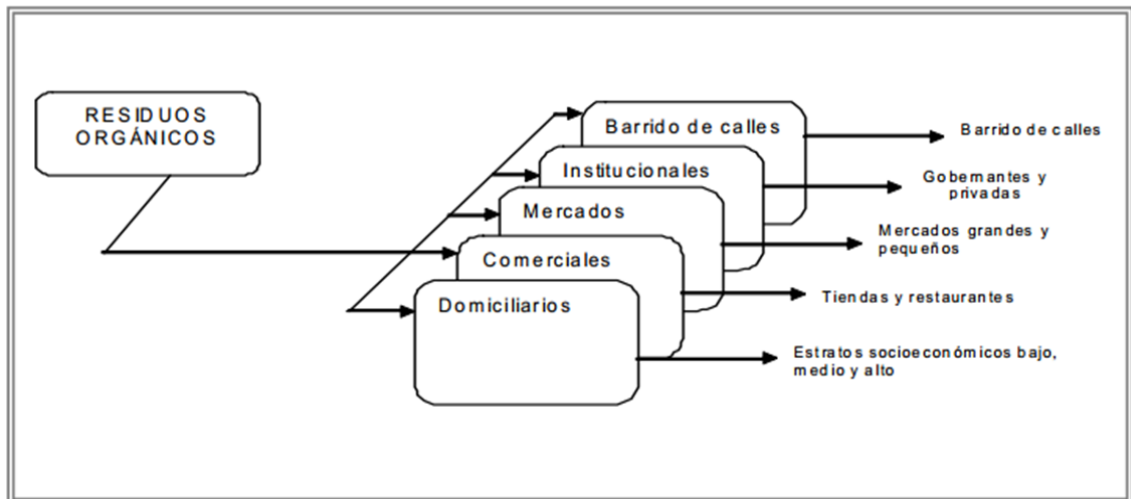 RESIDUOS
ORGÁNICOS
Barrido de calles
Barrido de calles
Institucionales
Gobernantes y
privadas
Mercados
Mercados grandes y
pequeños
Comerciales
Tiendas y restaurantes
Domiciliarios
Estratos socioeconómicos bajo,
medio y alto